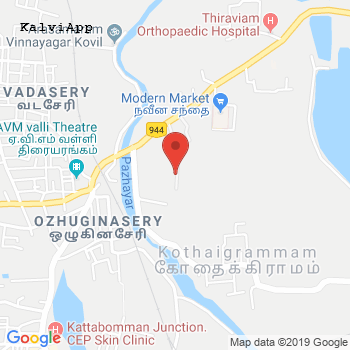 KalviApp
Arasamaram
Vinnayagar Kovil
Thiraviam
Orthopaedic Hospital
VADASERY
வடசேரி
Modern Market
நவீன சந்தை
AVM valli Theatre
ஏ.வி.எம் வள்ளி
திரையரங்கம்
944
Pazhayar
OZHUGINASERY
ஒழுகினசேரி
Kothaigrammam
கோதைக்கிராமம்
Kattabomman Junction.
CEP Skin Clinic
Google
Map data ©2019 Google